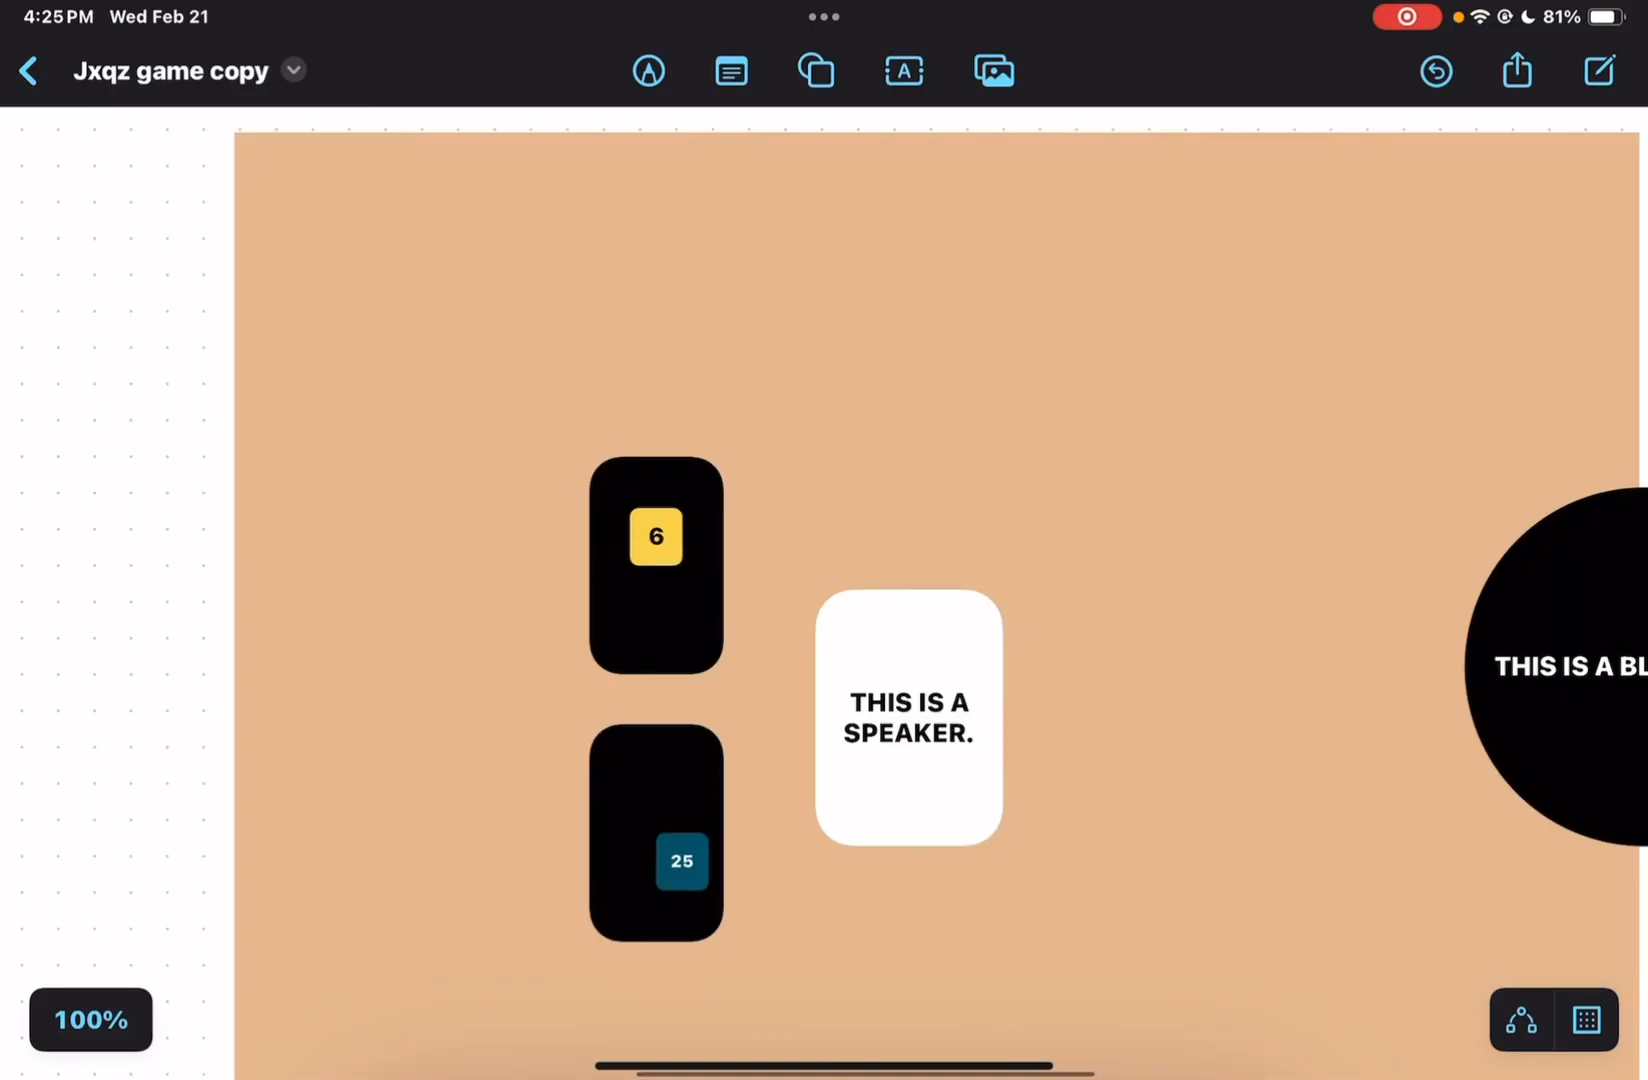 4:25 PM Wed Feb 21
81%
Jxqz game copy
A
6
THIS IS A BL
THIS IS A
SPEAKER.
25
100%